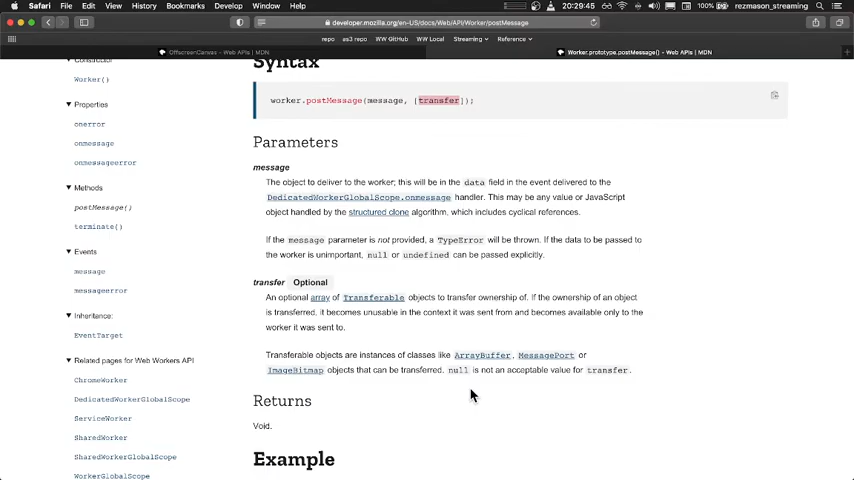 Safari File Edit View History Bookmarks Develop Window Help 100% 20:29:45 rezmason_streaming
developer.mozilla.org/en-US/docs/Web/API/Worker/postMessage
repo as3 repo WW GitHub WW Local Streaming Reference
OffscreenCanvas - Web APIs | MDN
Worker.prototype.postMessage() - Web APIs | MDN
Constructor
Worker()
Properties
onerror
onmessage
onmessageerror
Methods
postMessage()
terminate()
Events
message
messageerror
Inheritance:
EventTarget
Related pages for Web Workers API
ChromeWorker
DedicatedWorkerGlobalScope
ServiceWorker
SharedWorker
SharedWorkerGlobalScope
WorkerGlobalScope
Syntax
worker.postMessage(message, [transfer]);
Parameters
message
The object to deliver to the worker; this will be in the data field in the event delivered to the
DedicatedWorkerGlobalScope.onmessage handler. This may be any value or JavaScript
object handled by the structured clone algorithm, which includes cyclical references.
If the message parameter is not provided, a TypeError will be thrown. If the data to be passed to
the worker is unimportant, null or undefined can be passed explicitly.
transfer Optional
An optional array of Transferable objects to transfer ownership of. If the ownership of an object
is transferred, it becomes unusable in the context it was sent from and becomes available only to the
worker it was sent to.
Transferable objects are instances of classes like ArrayBuffer, MessagePort or
ImageBitmap objects that can be transferred. null is not an acceptable value for transfer.
Returns
Void.
Example